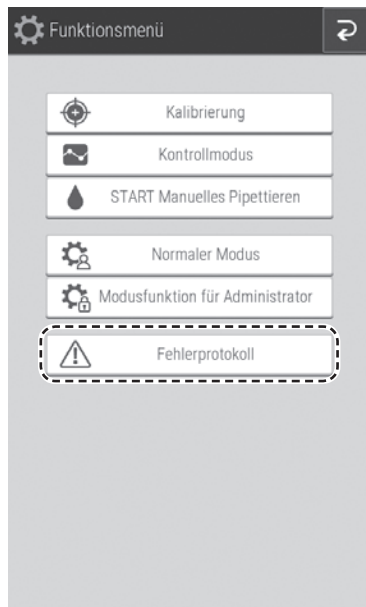 Funktionsmenü
Kalibrierung
Kontrollmodus
START Manuelles Pipettieren
Normaler Modus
Modusfunktion für Administrator
Fehlerprotokoll